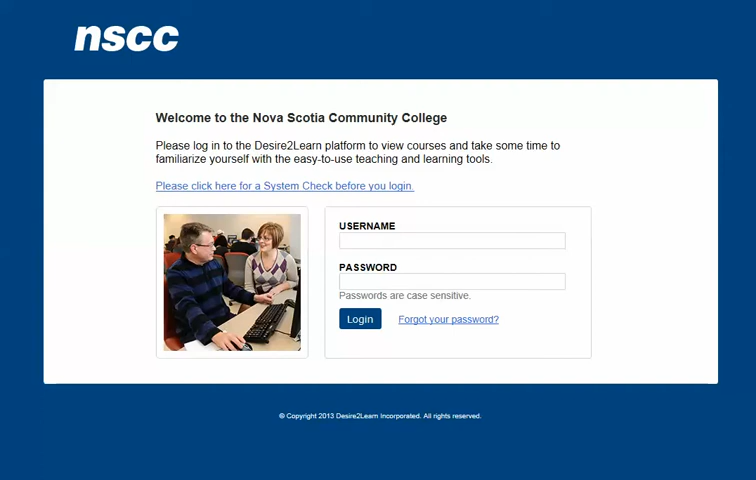 nscc
Welcome to the Nova Scotia Community College
Please log in to the Desire2Learn platform to view courses and take some time to
familiarize yourself with the easy-to-use teaching and learning tools.
Please click here for a System Check before you login.
USERNAME
PASSWORD
Passwords are case sensitive.
Login
Forgot your password?
© Copyright 2013 Desire2Learn Incorporated. All rights reserved.